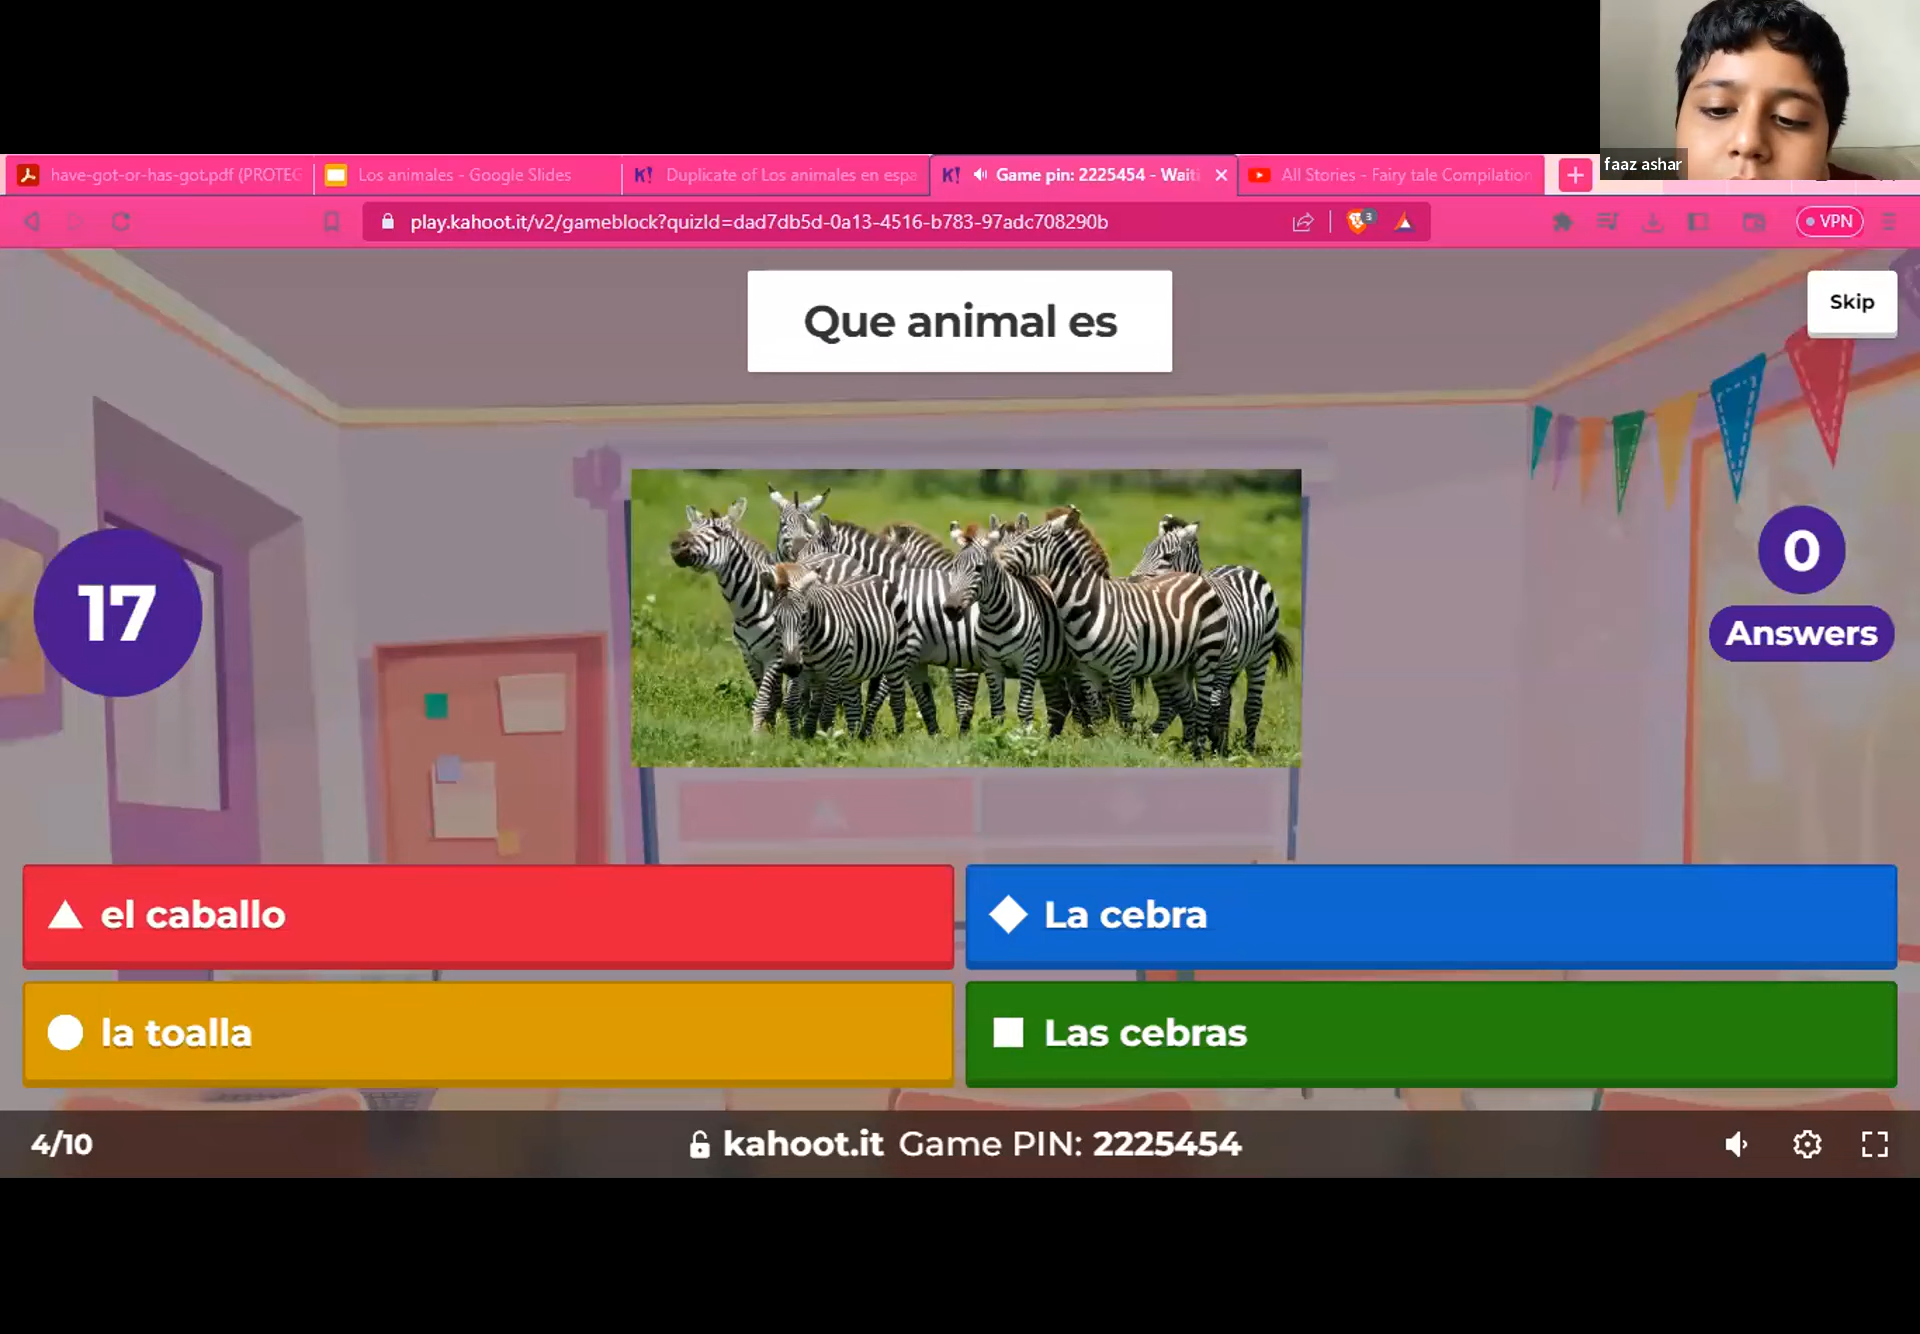 faaz ashar
have-got-or-has-got.pdf (PROTEC
Los animales - Google Slides
K! Duplicate of Los animales en espa
K! Game pin: 2225454 - Waiti
All Stories - Fairy tale Compilation
play.kahoot.it/v2/gameblock?quizId=dad7db5d-0a13-4516-b783-97adc708290b
3
VPN
Que animal es
Skip
17
0
Answers
el caballo
La cebra
la toalla
Las cebras
4/10
kahoot.it Game PIN: 2225454